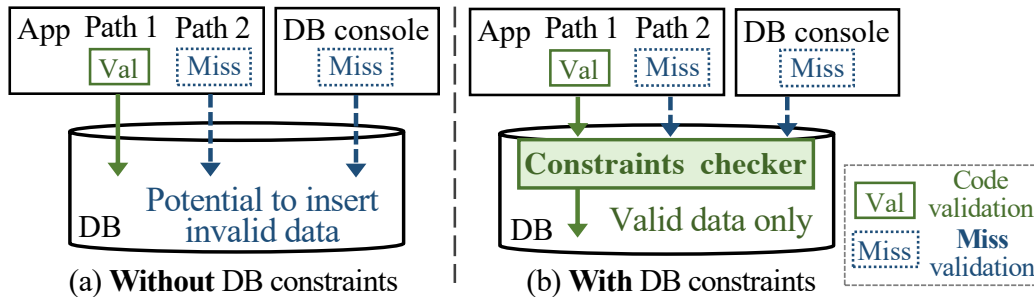 App Path 1 Path 2
Val Miss
DB console
Miss
Potential to insert
invalid data
DB
(a) Without DB constraints
App Path 1 Path 2
Val Miss
DB console
Miss
Constraints checker
Valid data only
DB
(b) With DB constraints
Val Code
validation
Miss Miss
validation